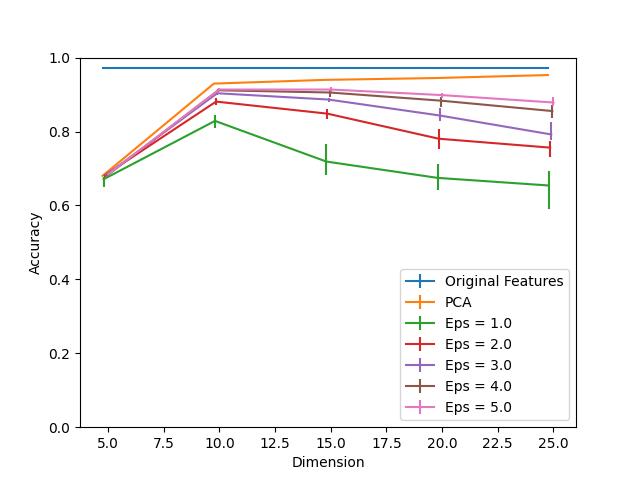 1.0
0.8
0.6
0.4
0.2
0.0
Accuracy
5.0 7.5 10.0 12.5 15.0 17.5 20.0 22.5 25.0
Dimension
Original Features
PCA
Eps = 1.0
Eps = 2.0
Eps = 3.0
Eps = 4.0
Eps = 5.0